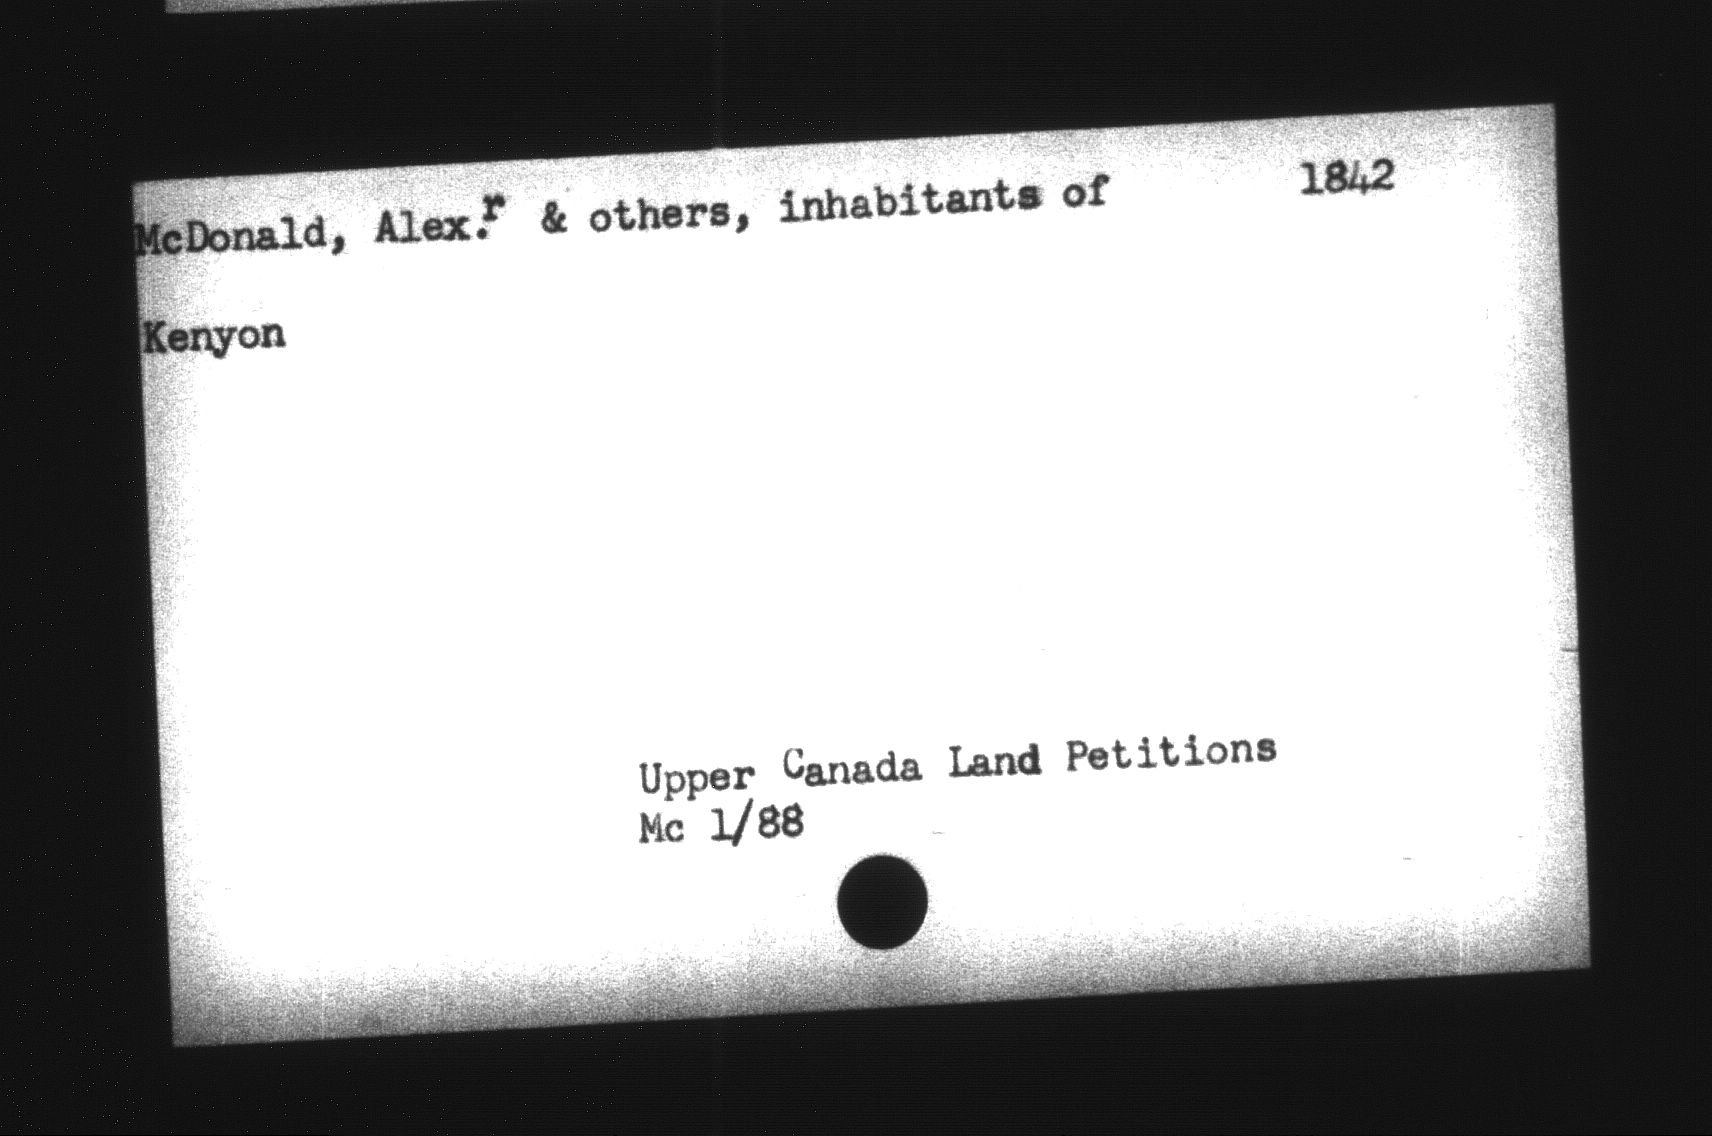 McDonald, Alex.r & others, inhabitants of 1842
Kenyon
Upper Canada Land Petitions
Mc 1/88